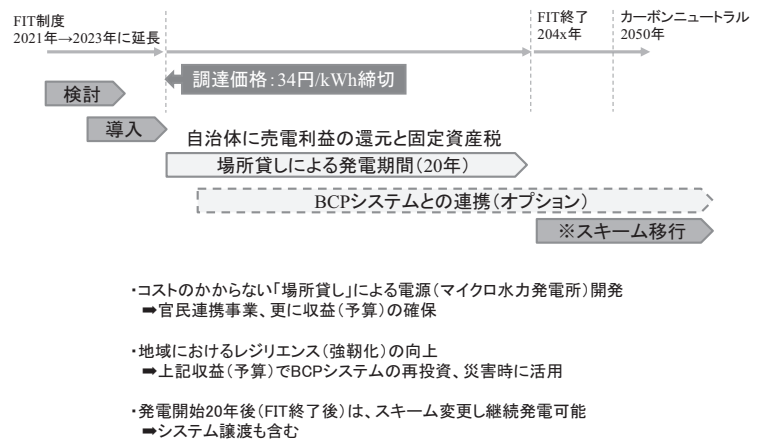 FIT制度
2021年→2023年に延長
FIT終了
204x年
カーボンニュートラル
2050年
調達価格:34円/kWh締切
検討
導入
自治体に売電利益の還元と固定資産税
場所貸しによる発電期間(20年)
BCPシステムとの連携(オプション)
※スキーム移行
・コストのかからない「場所貸し」による電源(マイクロ水力発電所)開発
➡官民連携事業、更に収益(予算)の確保
・地域におけるレジリエンス(強靭化)の向上
➡上記収益(予算)でBCPシステムの再投資、災害時に活用
・発電開始20年後(FIT終了後)は、スキーム変更し継続発電可能
➡システム譲渡も含む